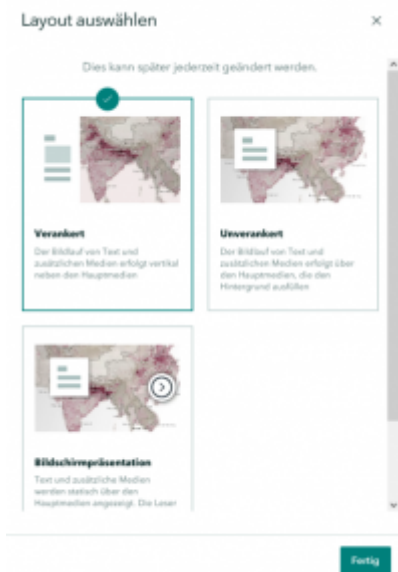 Layout auswählen
Dies kann später jederzeit geändert werden.
Verankert
Der Bildlauf von Text und
zusätzlichen Medien erfolgt vertikal
neben den Hauptmedien
Unverankert
Der Bildlauf von Text und
zusätzlichen Medien erfolgt über
den Hauptmedien, die den
Hintergrund ausfüllen
Bildschirmpräsentation
Text und zusätzliche Medien
werden statisch über den
Hauptmedien angezeigt. Die Leser
Fertig